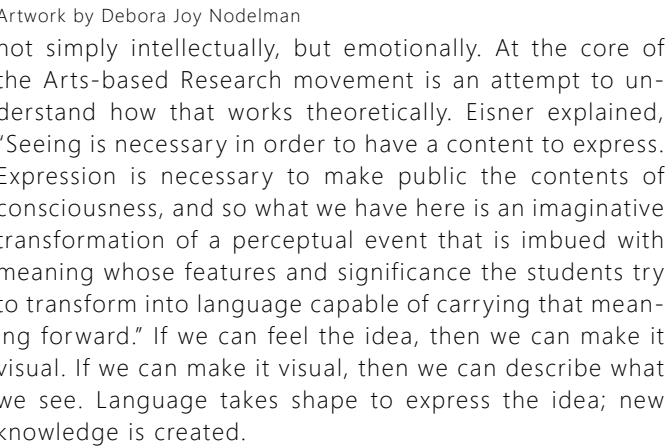 Artwork by Debora Joy Nodelman
not simply intellectually, but emotionally. At the core of
the Arts-based Research movement is an attempt to un-
derstand how that works theoretically. Eisner explained,
“Seeing is necessary in order to have a content to express.
Expression is necessary to make public the contents of
consciousness, and so what we have here is an imaginative
transformation of a perceptual event that is imbued with
meaning whose features and significance the students try
to transform into language capable of carrying that mean-
ing forward.” If we can feel the idea, then we can make it
visual. If we can make it visual, then we can describe what
we see. Language takes shape to express the idea; new
knowledge is created.